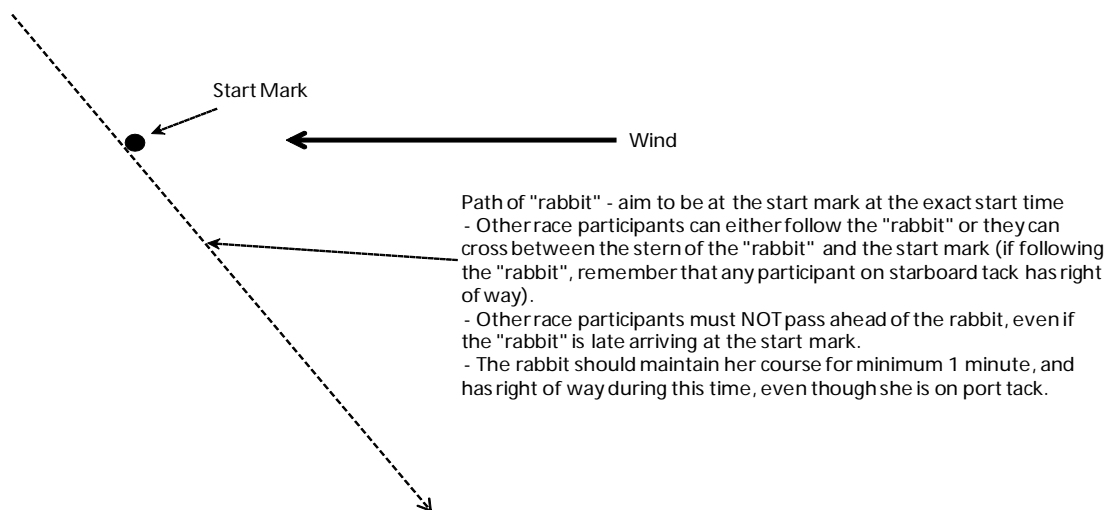 Start Mark
Wind
Path of "rabbit" - aim to be at the start mark at the exact start time
- Other race participants can either follow the "rabbit" or they can
cross between the stern of the "rabbit" and the start mark (if following
the "rabbit", remember that any participant on starboard tack has right
of way).
- Other race participants must NOT pass ahead of the rabbit, even if
the "rabbit" is late arriving at the start mark.
- The rabbit should maintain her course for minimum 1 minute, and
has right of way during this time, even though she is on port tack.